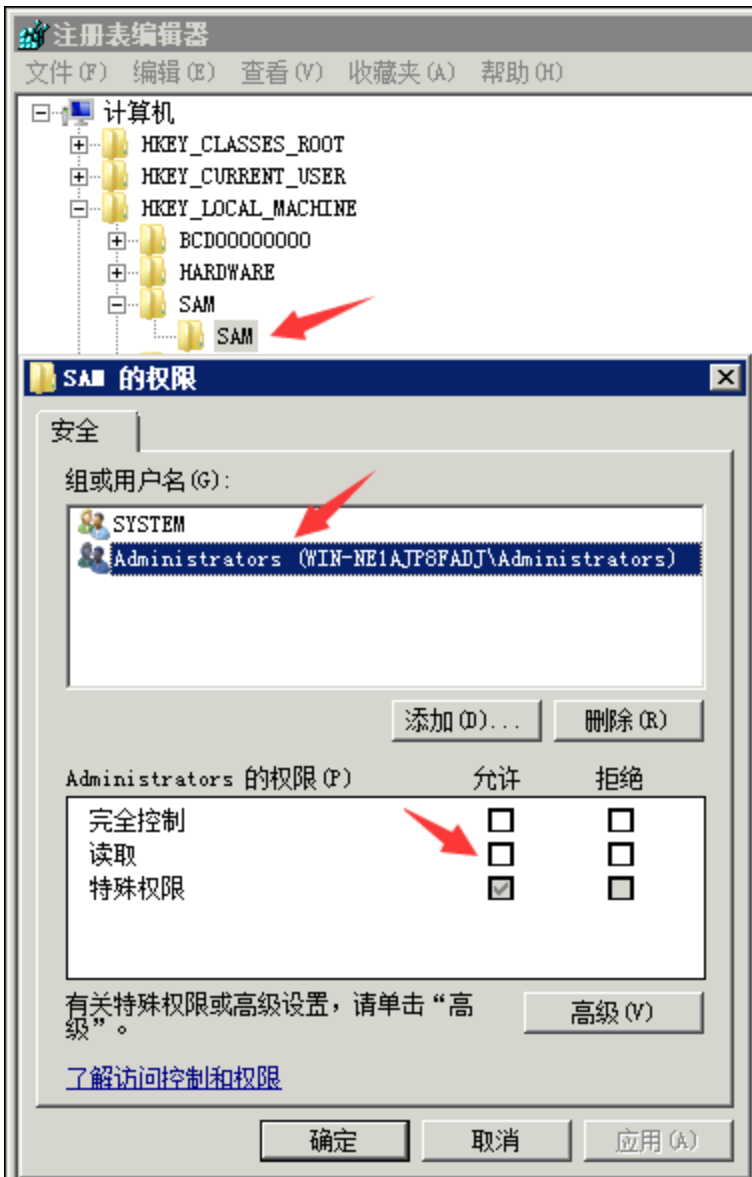 注册表编辑器
文件(F) 编辑(E) 查看(V) 收藏夹(A) 帮助(H)
计算机
HKEY_CLASSES_ROOT
HKEY_CURRENT_USER
HKEY_LOCAL_MACHINE
BCD00000000
HARDWARE
SAM
SAM
SAM 的权限
安全
组或用户名(G):
SYSTEM
Administrators (WIN-NE1AJP8FADJ\Administrators)
添加(D)... 删除(R)
Administrators 的权限(P) 允许 拒绝
完全控制
读取
特殊权限
有关特殊权限或高级设置，请单击“高
级”。
高级(V)
了解访问控制和权限
确定 取消 应用(A)